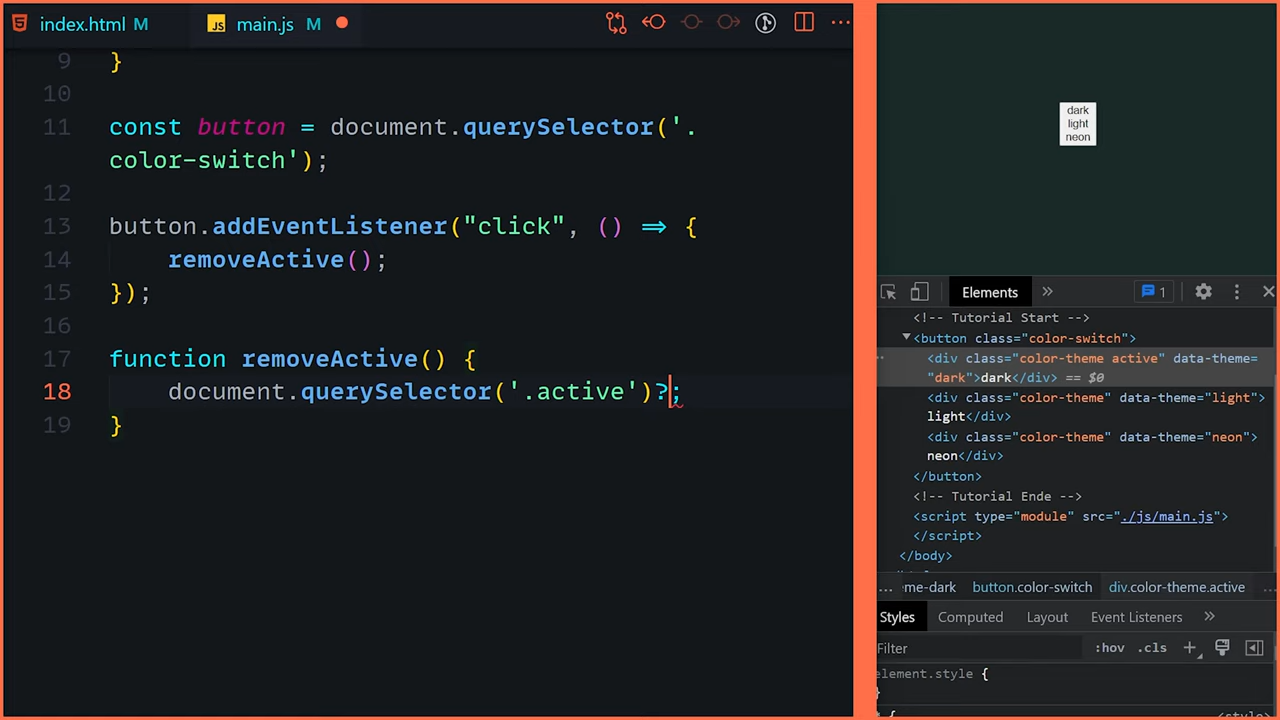 index.html M
JS main.js M
9 }
10
11 const button = document.querySelector('.
color-switch');
12
13 button.addEventListener("click", () => {
14 removeActive();
15 });
16
17 function removeActive() {
18 document.querySelector('.active')?;
19 }
dark
light
neon
Elements
1
<!-- Tutorial Start -->
<button class="color-switch">
<div class="color-theme active" data-theme=
"dark">dark</div> == $0
<div class="color-theme" data-theme="light">
light</div>
<div class="color-theme" data-theme="neon">
neon</div>
</button>
<!-- Tutorial Ende -->
<script type="module" src="./js/main.js">
</script>
</body>
... eme-dark button.color-switch div.color-theme.active ...
Styles Computed Layout Event Listeners
Filter :hov .cls +
element.style {
}